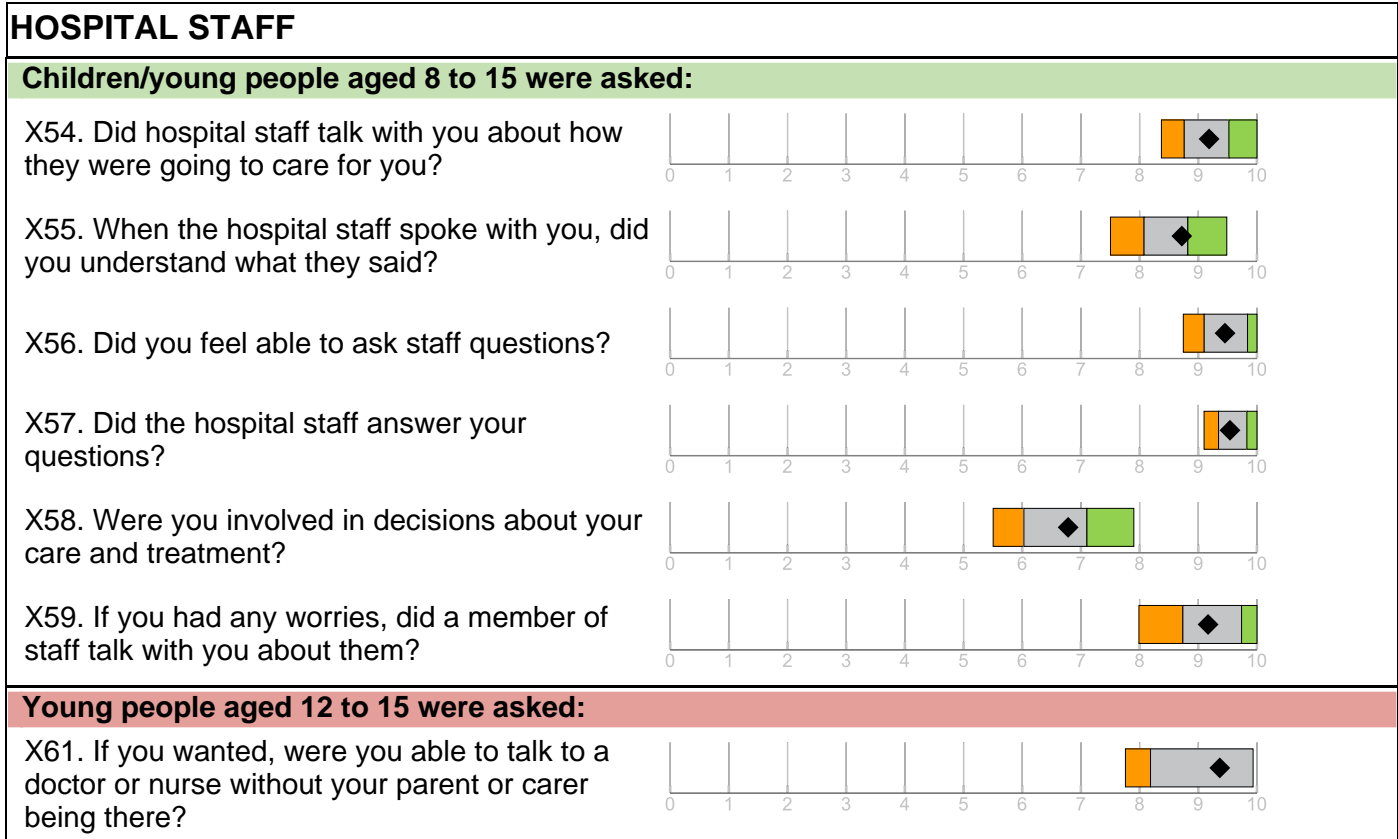 HOSPITAL STAFF
Children/young people aged 8 to 15 were asked:
X54. Did hospital staff talk with you about how
they were going to care for you?
0 1 2 3 4 5 6 7 8 9 10
X55. When the hospital staff spoke with you, did
you understand what they said?
0 1 2 3 4 5 6 7 8 9 10
X56. Did you feel able to ask staff questions?
0 1 2 3 4 5 6 7 8 9 10
X57. Did the hospital staff answer your
questions?
0 1 2 3 4 5 6 7 8 9 10
X58. Were you involved in decisions about your
care and treatment?
0 1 2 3 4 5 6 7 8 9 10
X59. If you had any worries, did a member of
staff talk with you about them?
0 1 2 3 4 5 6 7 8 9 10
Young people aged 12 to 15 were asked:
X61. If you wanted, were you able to talk to a
doctor or nurse without your parent or carer
being there?
0 1 2 3 4 5 6 7 8 9 10